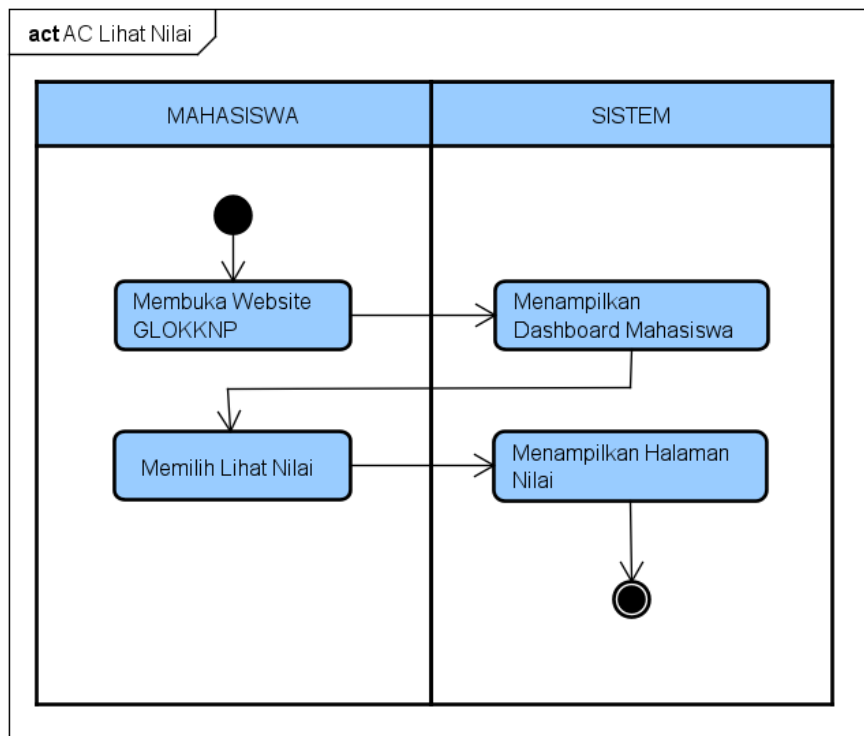 act AC Lihat Nilai
MAHASISWA
SISTEM
Membuka Website
GLOKKNP
Menampilkan
Dashboard Mahasiswa
Memilih Lihat Nilai
Menampilkan Halaman
Nilai